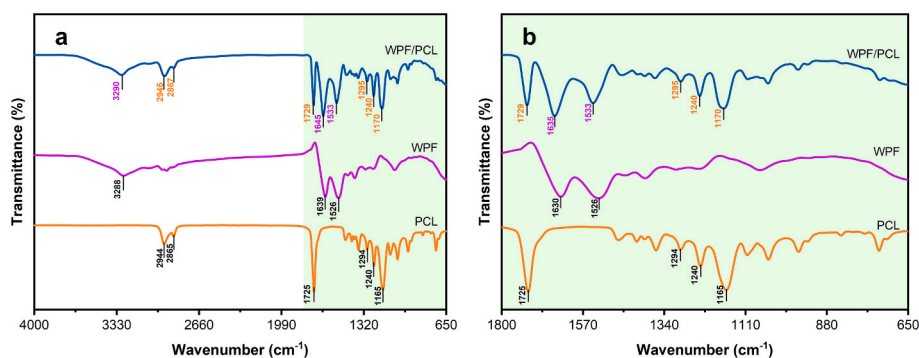 a
WPF/PCL
3290
2946
2867
1729
1645
1533
1295
1240
1170
WPF
3288
1639
1526
PCL
2944
2865
1725
1294
1240
1165
Transmittance (%)
4000 3330 2660 1990 1320 650
Wavenumber (cm-1)
b
WPF/PCL
1729
1635
1533
1295
1240
1170
WPF
1630
1526
PCL
1725
1294
1240
1165
Transmittance (%)
1800 1570 1340 1110 880 650
Wavenumber (cm-1)